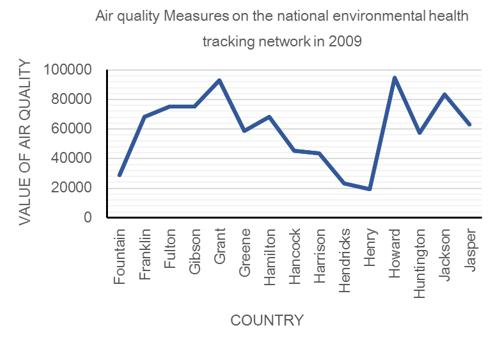 Air quality Measures on the national environmental health
tracking network in 2009
VALUE OF AIR QUALITY
100000
80000
60000
40000
20000
0
Fountain
Franklin
Fulton
Gibson
Grant
Greene
Hamilton
Hancock
Harrison
Hendricks
Henry
Howard
Huntington
Jackson
Jasper
COUNTRY